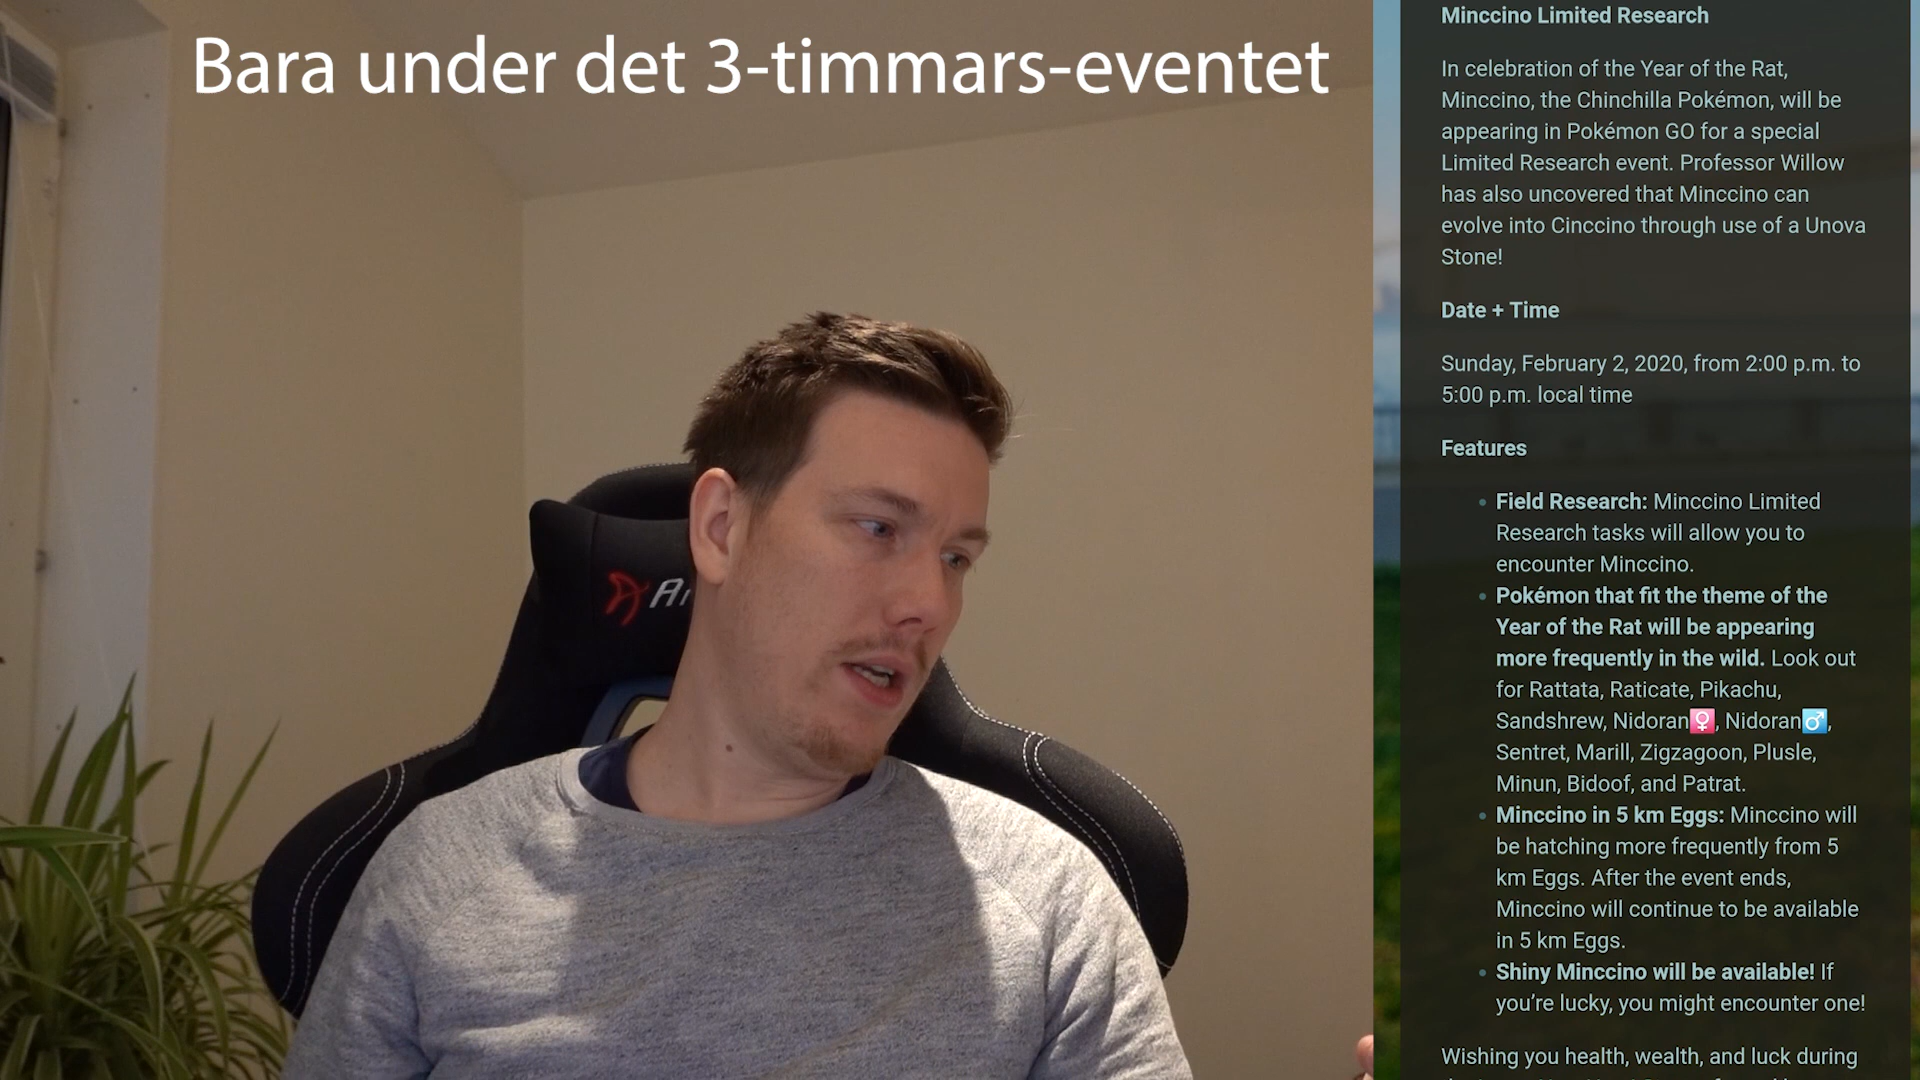 Bara under det 3-timmars-eventet
Minccino Limited Research
In celebration of the Year of the Rat,
Minccino, the Chinchilla Pokémon, will be
appearing in Pokémon GO for a special
Limited Research event. Professor Willow
has also uncovered that Minccino can
evolve into Cinccino through use of a Unova
Stone!
Date + Time
Sunday, February 2, 2020, from 2:00 p.m. to
5:00 p.m. local time
Features
• Field Research: Minccino Limited
Research tasks will allow you to
encounter Minccino.
• Pokémon that fit the theme of the
Year of the Rat will be appearing
more frequently in the wild. Look out
for Rattata, Raticate, Pikachu,
Sandshrew, Nidoran♀, Nidoran♂,
Sentret, Marill, Zigzagoon, Plusle,
Minun, Bidoof, and Patrat.
• Minccino in 5 km Eggs: Minccino will
be hatching more frequently from 5
km Eggs. After the event ends,
Minccino will continue to be available
in 5 km Eggs.
• Shiny Minccino will be available! If
you’re lucky, you might encounter one!
Wishing you health, wealth, and luck during